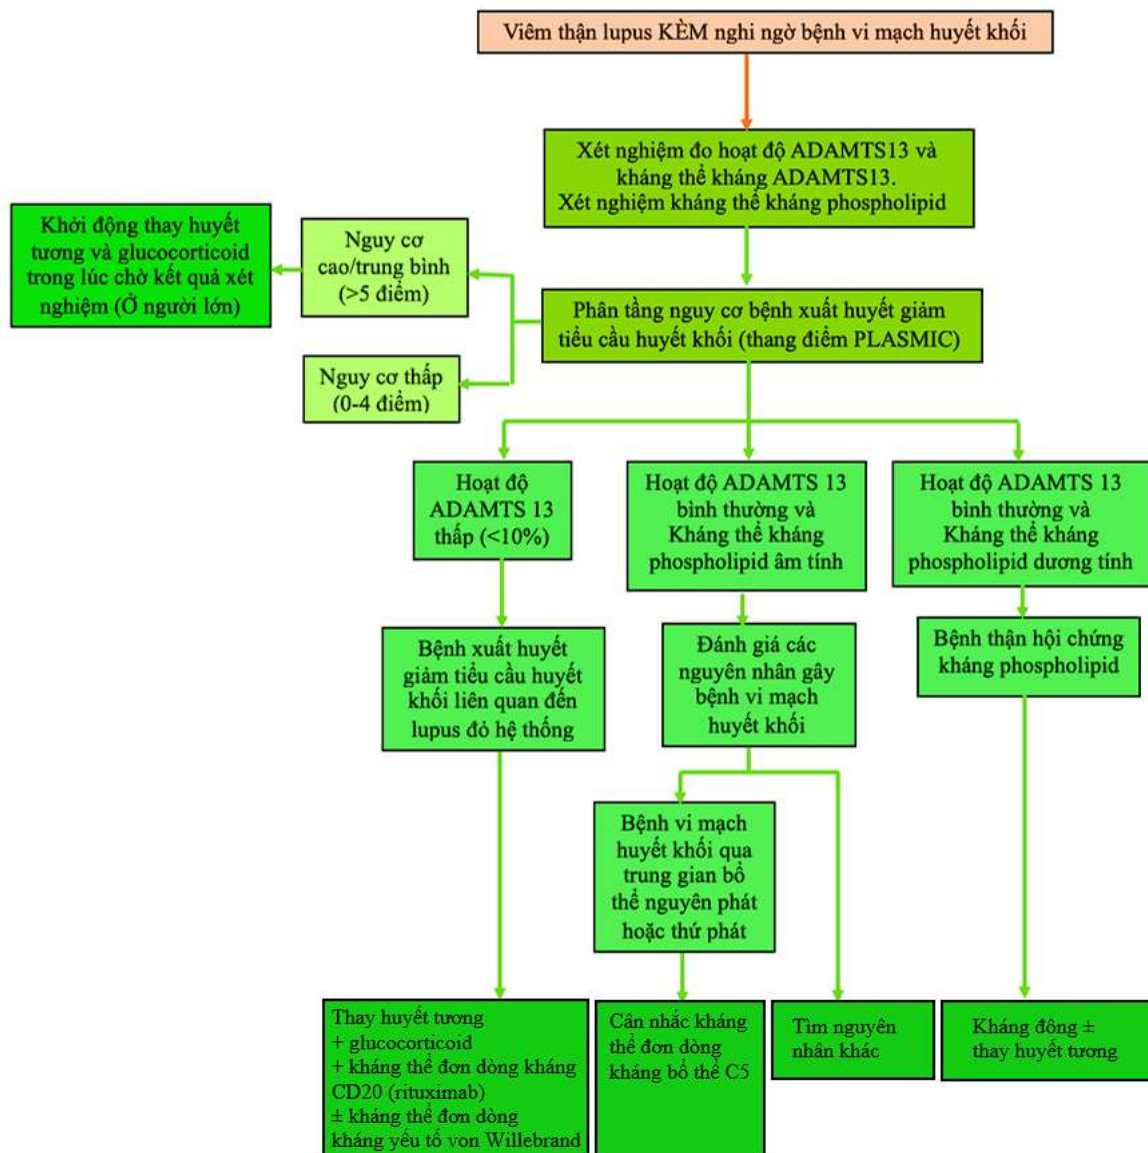 Viêm thận lupus KÈM nghi ngờ bệnh vi mạch huyết khối
Xét nghiệm đo hoạt độ ADAMTS13 và
kháng thể kháng ADAMTS13.
Xét nghiệm kháng thể kháng phospholipid
Khởi động thay huyết
tương và glucocorticoid
trong lúc chờ kết quả xét
nghiệm (Ở người lớn)
Nguy cơ
cao/trung bình
(>5 điểm)
Phân tầng nguy cơ bệnh xuất huyết giảm
tiểu cầu huyết khối (thang điểm PLASMIC)
Nguy cơ thấp
(0-4 điểm)
Hoạt độ
ADAMTS 13
thấp (<10%)
Hoạt độ ADAMTS 13
bình thường và
Kháng thể kháng
phospholipid âm tính
Hoạt độ ADAMTS 13
bình thường và
Kháng thể kháng
phospholipid dương tính
Bệnh xuất huyết
giảm tiểu cầu huyết
khối liên quan đến
lupus đỏ hệ thống
Đánh giá các
nguyên nhân gây
bệnh vi mạch
huyết khối
Bệnh thận hội chứng
kháng phospholipid
Bệnh vi mạch
huyết khối qua
trung gian bổ
thể nguyên phát
hoặc thứ phát
Thay huyết tương
+ glucocorticoid
+ kháng thể đơn dòng kháng
CD20 (rituximab)
± kháng thể đơn dòng
kháng yếu tố von Willebrand
Cân nhắc kháng
thể đơn dòng
kháng bổ thể C5
Tìm nguyên
nhân khác
Kháng đông ±
thay huyết tương